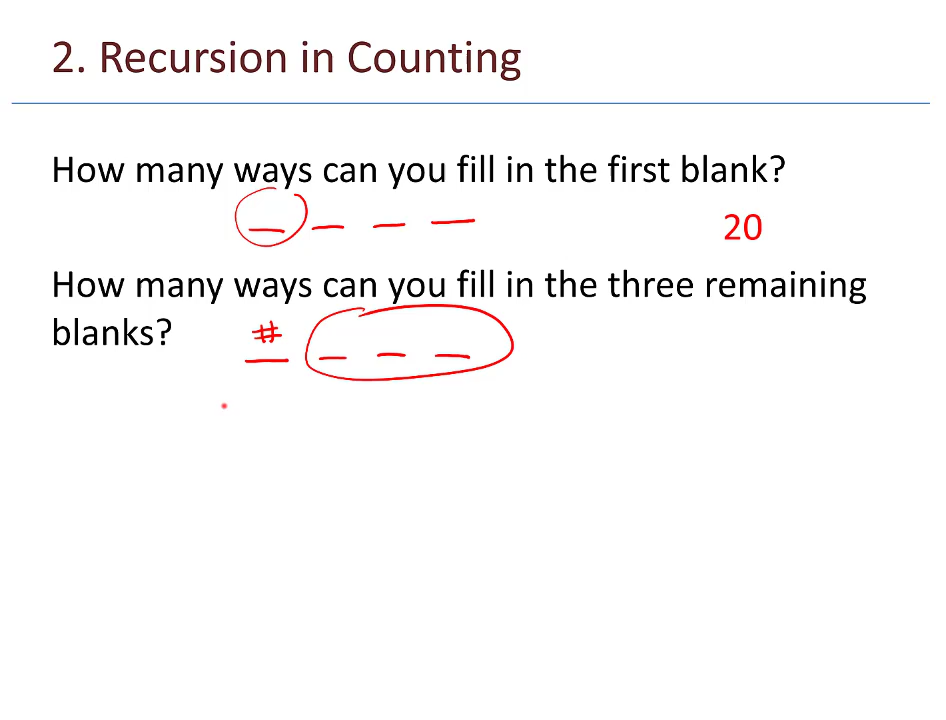 2. Recursion in Counting
How many ways can you fill in the first blank?
_ _ _ _ 20
How many ways can you fill in the three remaining
blanks? # _ _ _